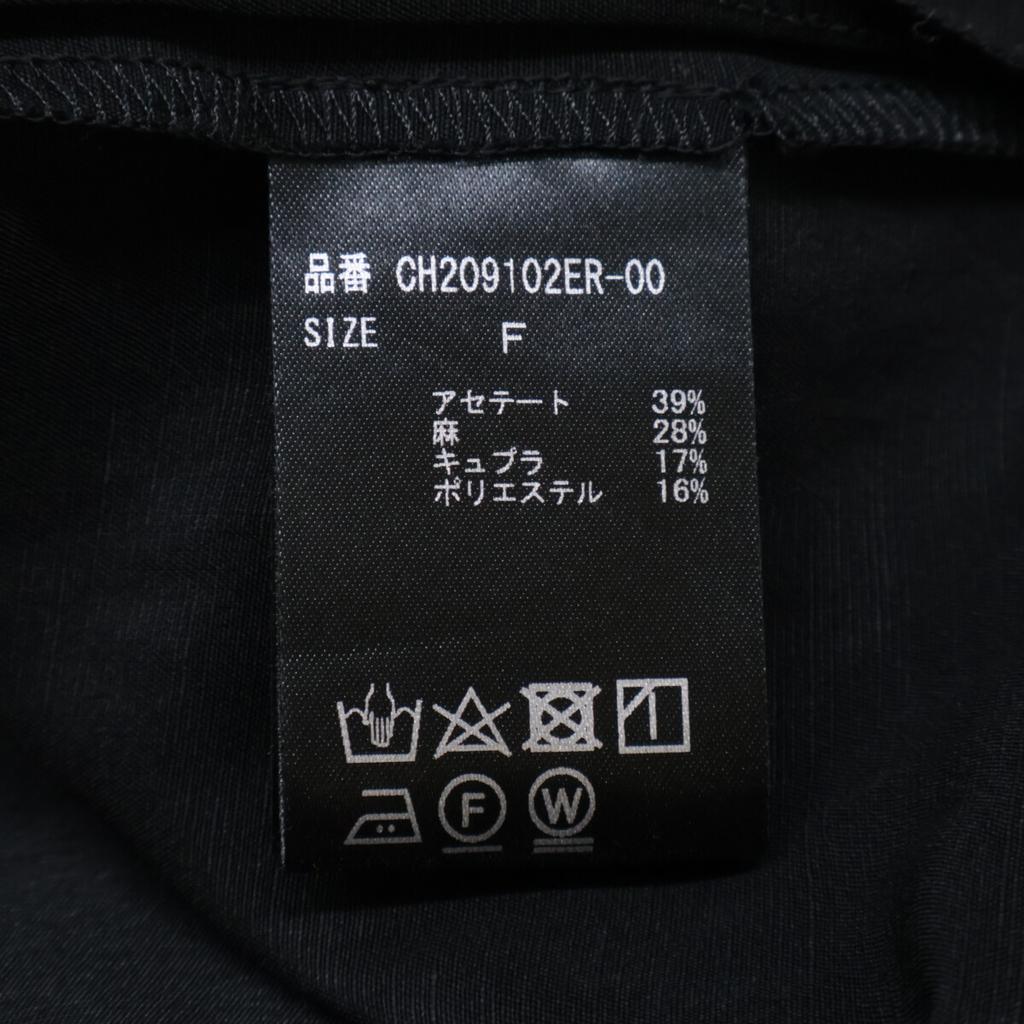 品番 CH209102ER-00
SIZE F
アセテート 39%
麻 28%
キュプラ 17%
ポリエステル 16%
F W